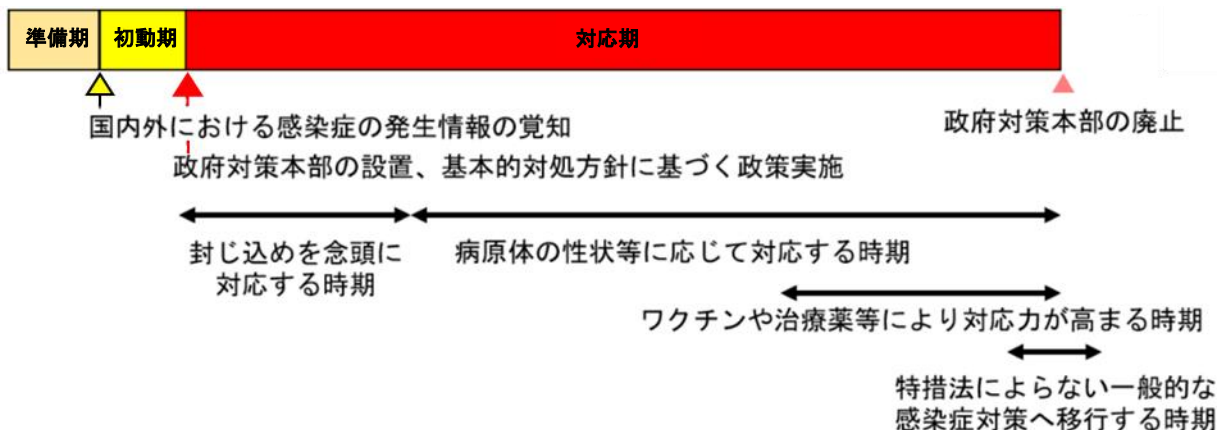 準備期
初動期
対応期
国内外における感染症の発生情報の覚知
政府対策本部の廃止
政府対策本部の設置、基本的対処方針に基づく政策実施
封じ込めを念頭に
対応する時期
病原体の性状等に応じて対応する時期
ワクチンや治療薬等により対応力が高まる時期
特措法によらない一般的な
感染症対策へ移行する時期